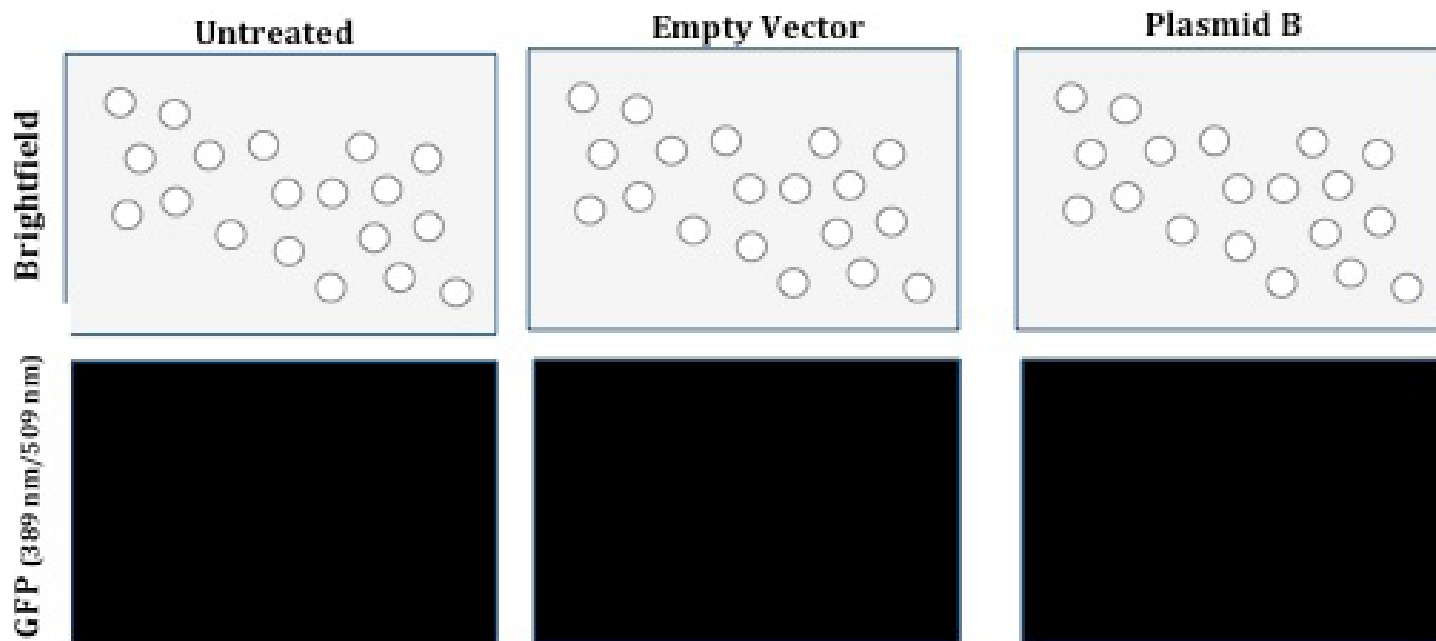 Untreated
Empty Vector
Plasmid B
Brightfield
GFP (389 nm/509 nm)